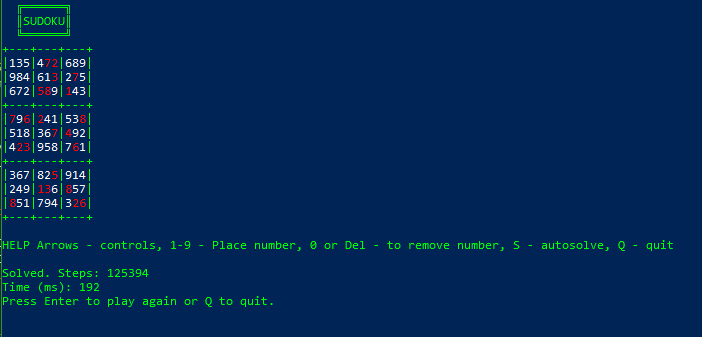 SUDOKU
+---+---+---+
|135|472|689|
|984|613|275|
|672|589|143|
+---+---+---+
|796|241|538|
|518|367|492|
|423|958|761|
+---+---+---+
|367|825|914|
|249|136|857|
|851|794|326|
+---+---+---+
HELP Arrows - controls, 1-9 - Place number, 0 or Del - to remove number, S - autosolve, Q - quit
Solved. Steps: 125394
Time (ms): 192
Press Enter to play again or Q to quit.